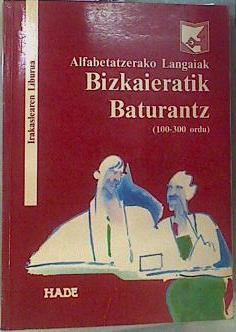 Alfabetatzerako Langaiak
Bizkaieratik
Baturantz
(100-300 ordu)
Irakaslearen Liburua
HADE